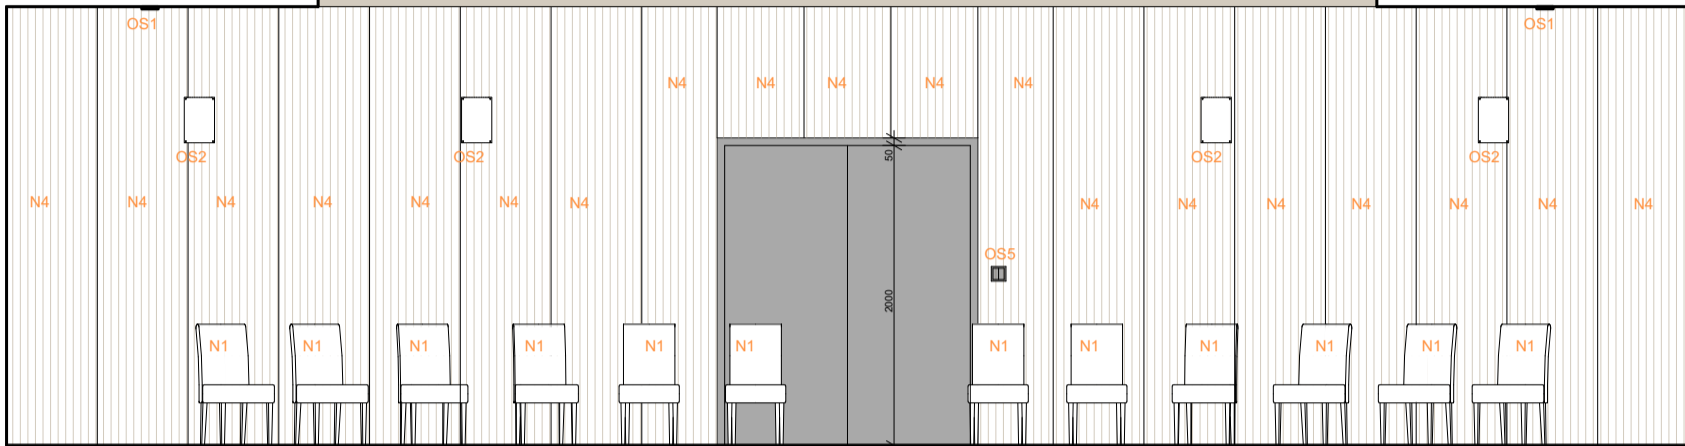 OS1 OS1
N4 N4 N4 N4 N4
OS2 OS2 50 OS2 OS2
N4 N4 N4 N4 N4 N4 N4 N4 N4 N4 N4 N4 N4 N4
OS5
2000
N1 N1 N1 N1 N1 N1 N1 N1 N1 N1 N1 N1